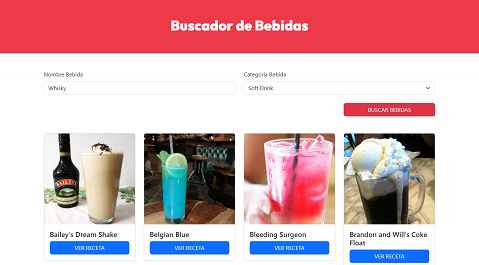 Buscador de Bebidas
Nombre Bebida
Categoría Bebida
Whisky
Soft Drink
BUSCAR BEBIDAS
BAILEYS
Bailey's Dream Shake
Belgian Blue
Bleeding Surgeon
Brandon and Will's Coke
Float
VER RECETA
VER RECETA
VER RECETA
VER RECETA